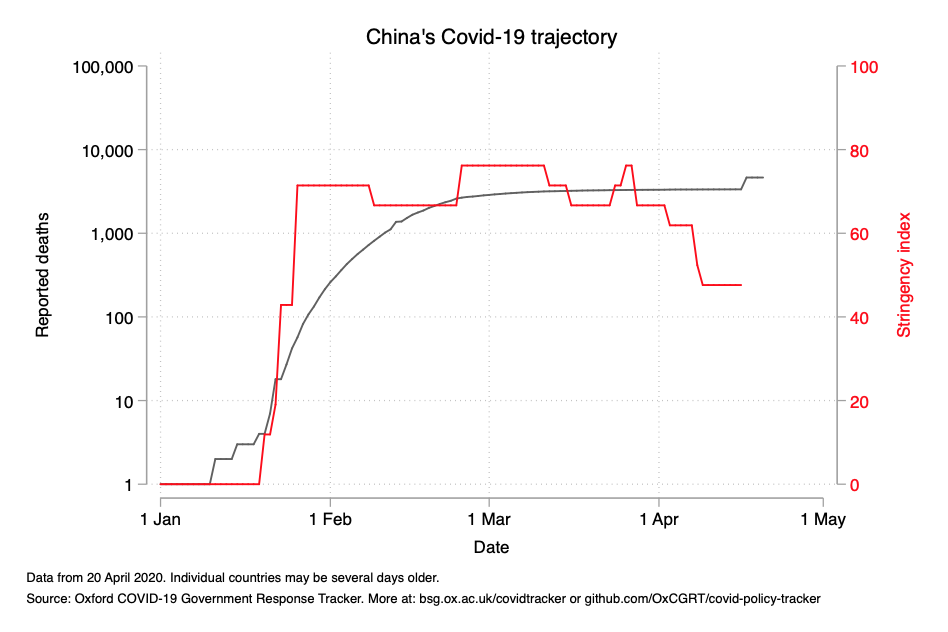 China's Covid-19 trajectory
100,000
10,000
1,000
100
10
1
Reported deaths
100
80
60
40
20
0
Stringency index
1 Jan
1 Feb
1 Mar
1 Apr
1 May
Date
Data from 20 April 2020. Individual countries may be several days older.
Source: Oxford COVID-19 Government Response Tracker. More at: bsg.ox.ac.uk/covidtracker or github.com/OxCGRT/covid-policy-tracker